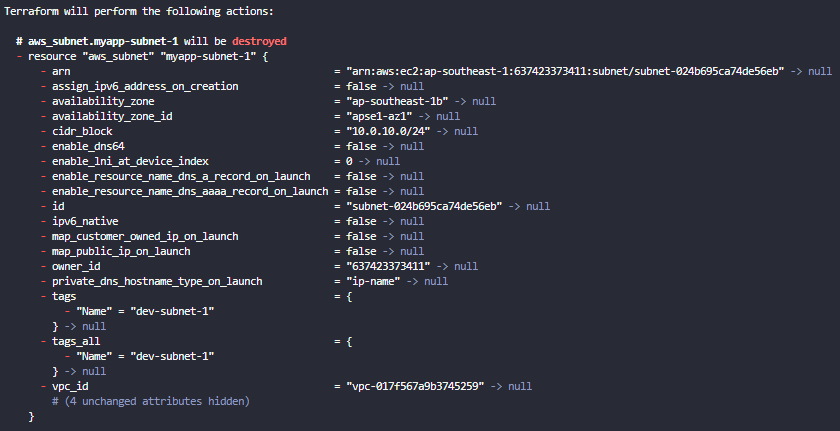 Terraform will perform the following actions:
# aws_subnet.myapp-subnet-1 will be destroyed
- resource "aws_subnet" "myapp-subnet-1" {
- arn = "arn:aws:ec2:ap-southeast-1:637423373411:subnet/subnet-024b695ca74de56eb" -> null
- assign_ipv6_address_on_creation = false -> null
- availability_zone = "ap-southeast-1b" -> null
- availability_zone_id = "apse1-az1" -> null
- cidr_block = "10.0.10.0/24" -> null
- enable_dns64 = false -> null
- enable_lni_at_device_index = 0 -> null
- enable_resource_name_dns_a_record_on_launch = false -> null
- enable_resource_name_dns_aaaa_record_on_launch = false -> null
- id = "subnet-024b695ca74de56eb" -> null
- ipv6_native = false -> null
- map_customer_owned_ip_on_launch = false -> null
- map_public_ip_on_launch = false -> null
- owner_id = "637423373411" -> null
- private_dns_hostname_type_on_launch = "ip-name" -> null
- tags = {
- "Name" = "dev-subnet-1"
} -> null
- tags_all = {
- "Name" = "dev-subnet-1"
} -> null
- vpc_id = "vpc-017f567a9b3745259" -> null
# (4 unchanged attributes hidden)
}